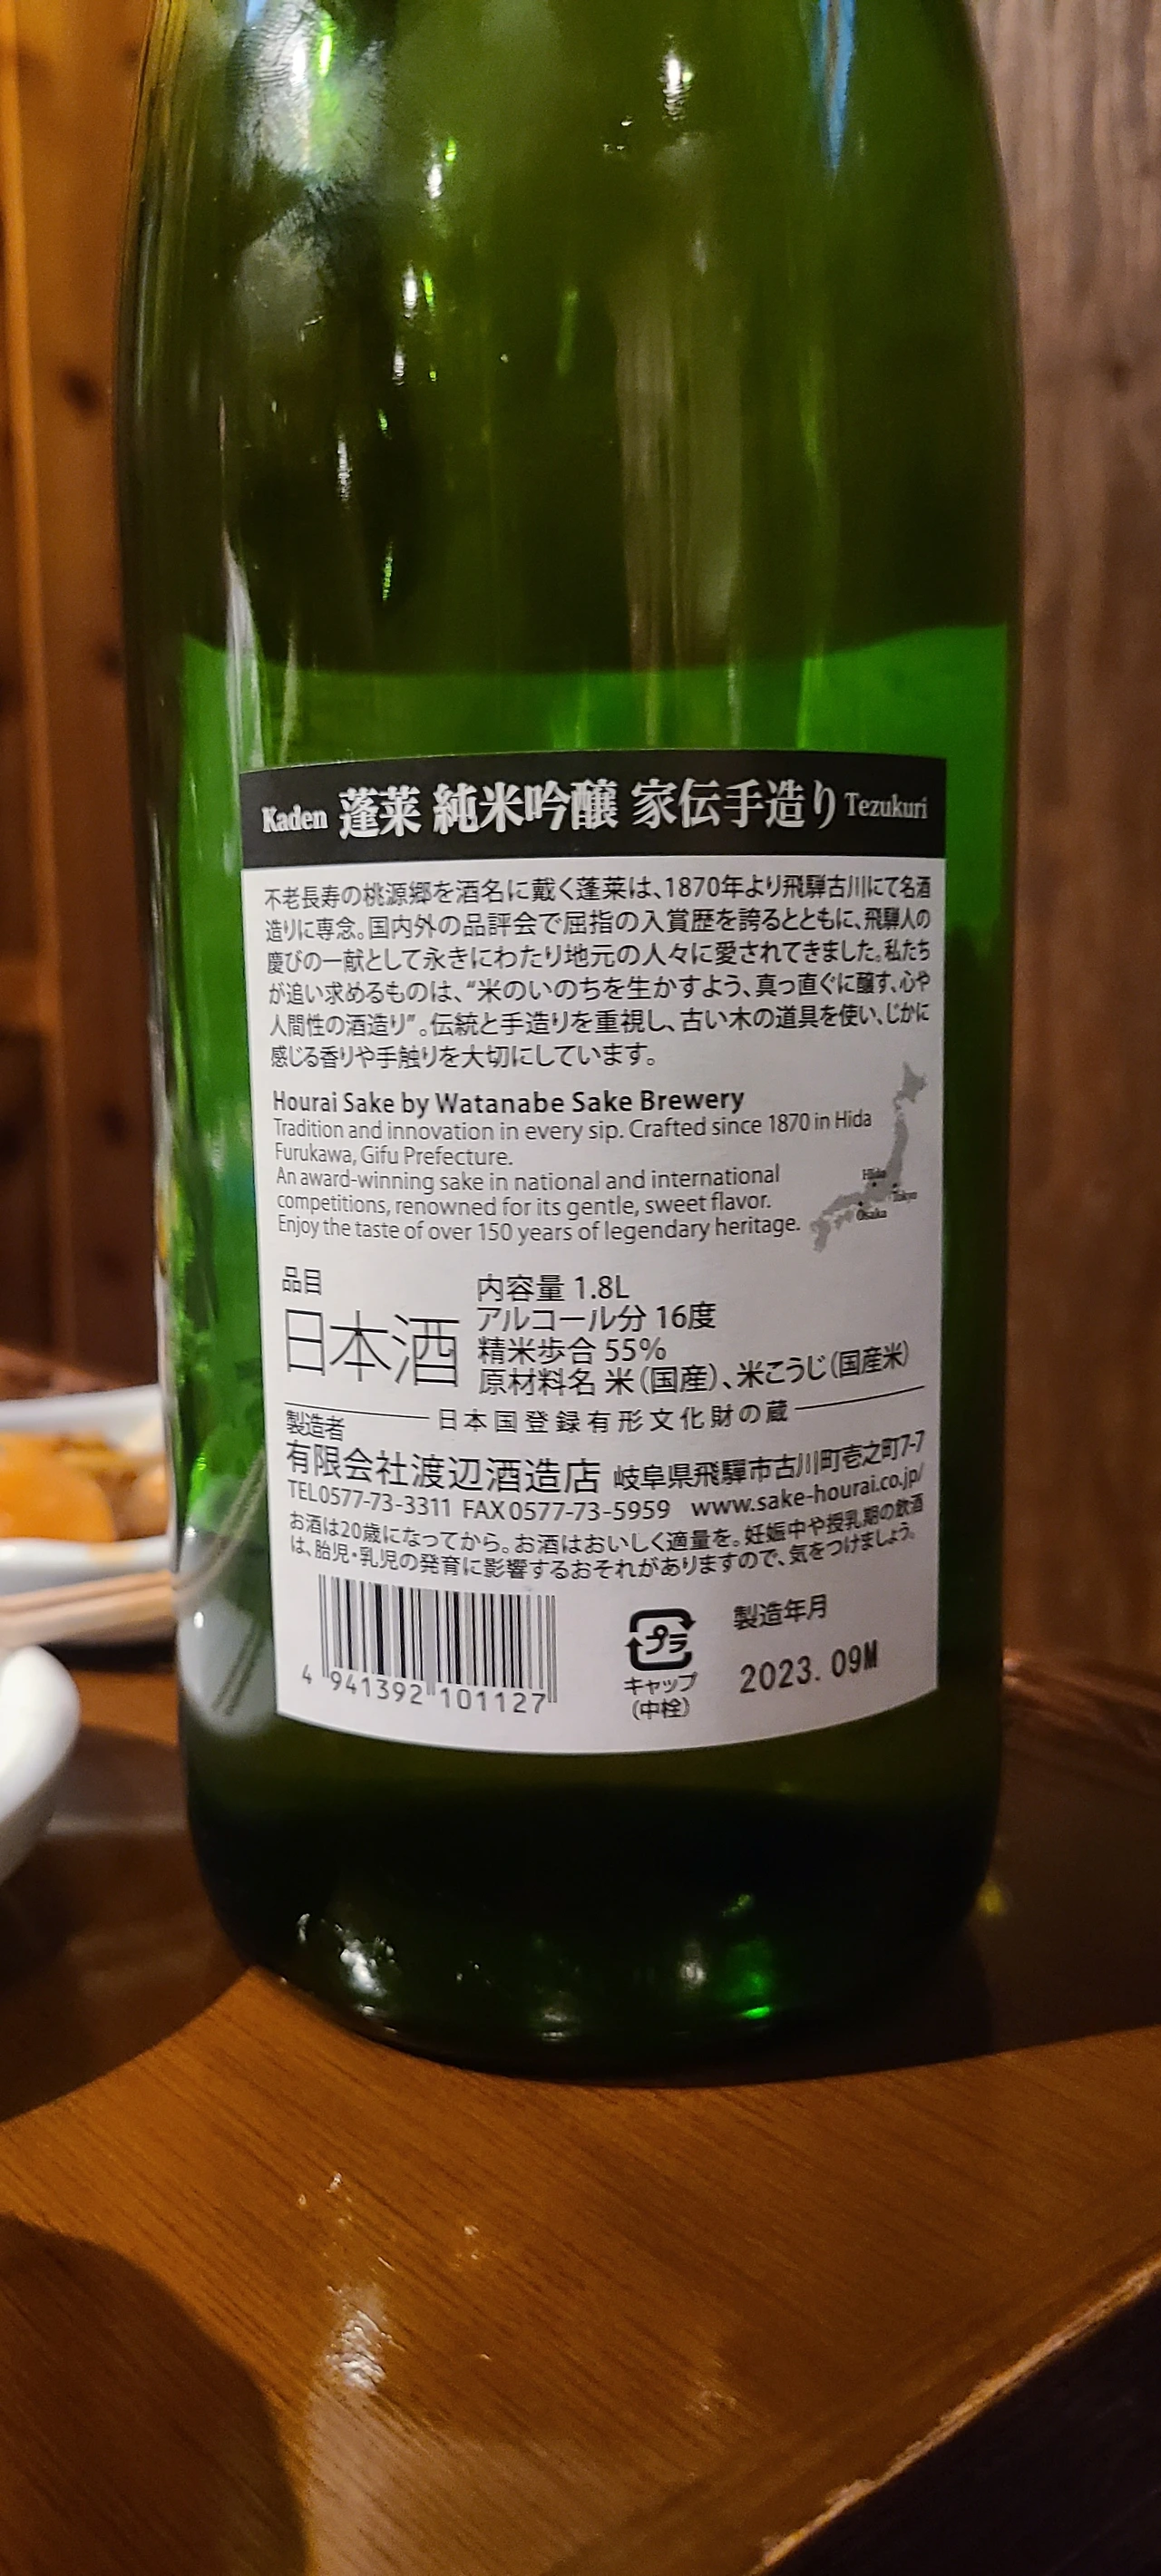 Kaden 蓬莱 純米吟醸 家伝手造り Tezukuri
不老長寿の桃源郷を酒名に戴く蓬莱は、1870年より飛騨古川にて名酒
造りに専念。国内外の品評会で屈指の入賞歴を誇るとともに、飛騨人の
慶びの一献として永きにわたり地元の人々に愛されてきました。私たち
が追い求めるものは、“米のいのちを生かすよう、真っ直ぐに醸す、心や
人間性の酒造り”。伝統と手造りを重視し、古い木の道具を使い、じかに
感じる香りや手触りを大切にしています。
Hourai Sake by Watanabe Sake Brewery
Tradition and innovation in every sip. Crafted since 1870 in Hida
Furukawa, Gifu Prefecture.
An award-winning sake in national and international
competitions, renowned for its gentle, sweet flavor.
Enjoy the taste of over 150 years of legendary heritage.
Hida
Tokyo
Osaka
品目
日本酒
内容量 1.8L
アルコール分 16度
精米歩合 55%
原材料名 米（国産）、米こうじ（国産米）
日本国登録有形文化財の蔵
製造者
有限会社渡辺酒造店 岐阜県飛騨市古川町壱之町7-7
TEL0577-73-3311 FAX0577-73-5959 www.sake-hourai.co.jp/
お酒は20歳になってから。お酒はおいしく適量を。妊娠中や授乳期の飲酒
は、胎児・乳児の発育に影響するおそれがありますので、気をつけましょう。
4 941392 101127
プラ
キャップ
（中栓）
製造年月
2023.09M